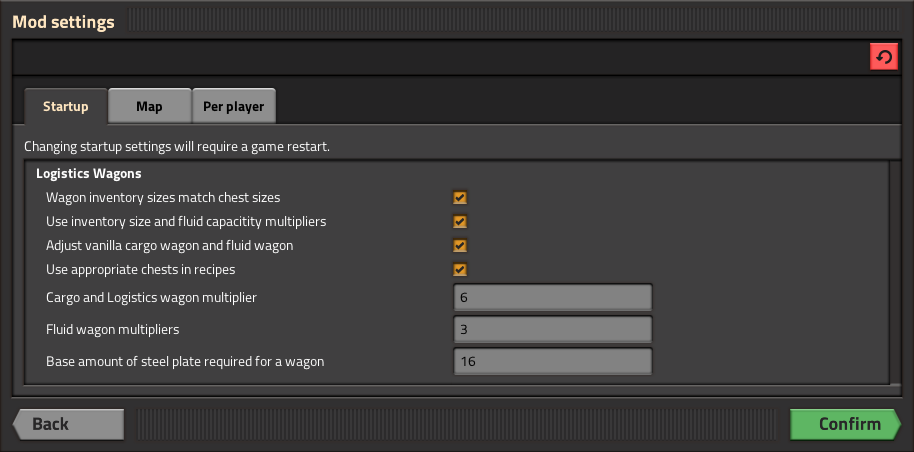 Mod settings
Startup Map Per player
Changing startup settings will require a game restart.
Logistics Wagons
Wagon inventory sizes match chest sizes
Use inventory size and fluid capacitity multipliers
Adjust vanilla cargo wagon and fluid wagon
Use appropriate chests in recipes
Cargo and Logistics wagon multiplier 6
Fluid wagon multipliers 3
Base amount of steel plate required for a wagon 16
Back Confirm